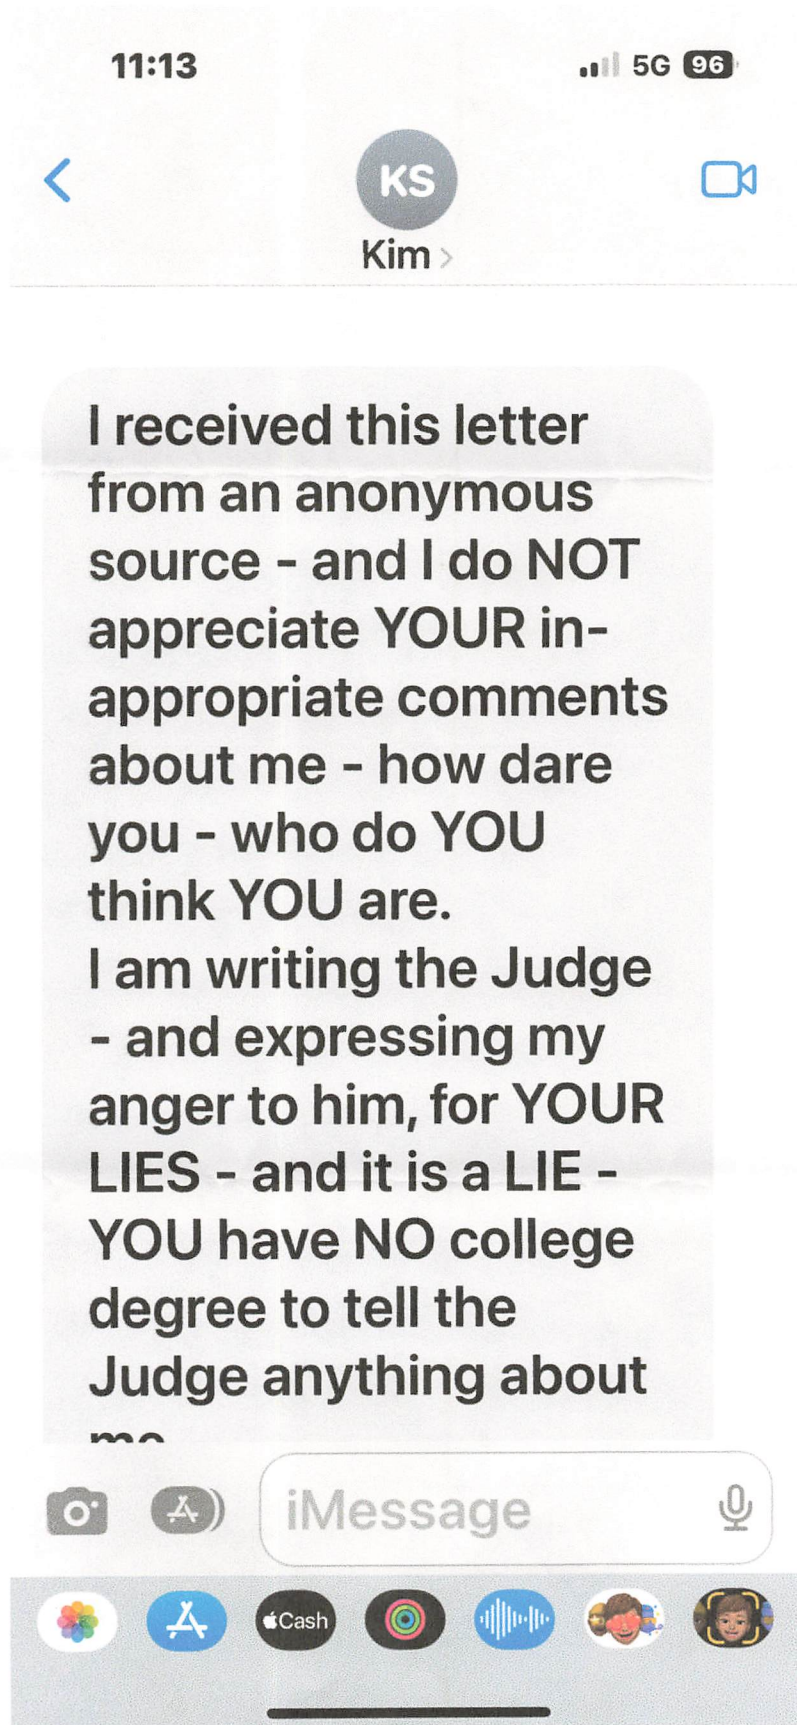 11:13
5G 96
KS
Kim
I received this letter
from an anonymous
source - and I do NOT
appreciate YOUR in-
appropriate comments
about me - how dare
you - who do YOU
think YOU are.
I am writing the Judge
- and expressing my
anger to him, for YOUR
LIES - and it is a LIE -
YOU have NO college
degree to tell the
Judge anything about
me
iMessage
Cash